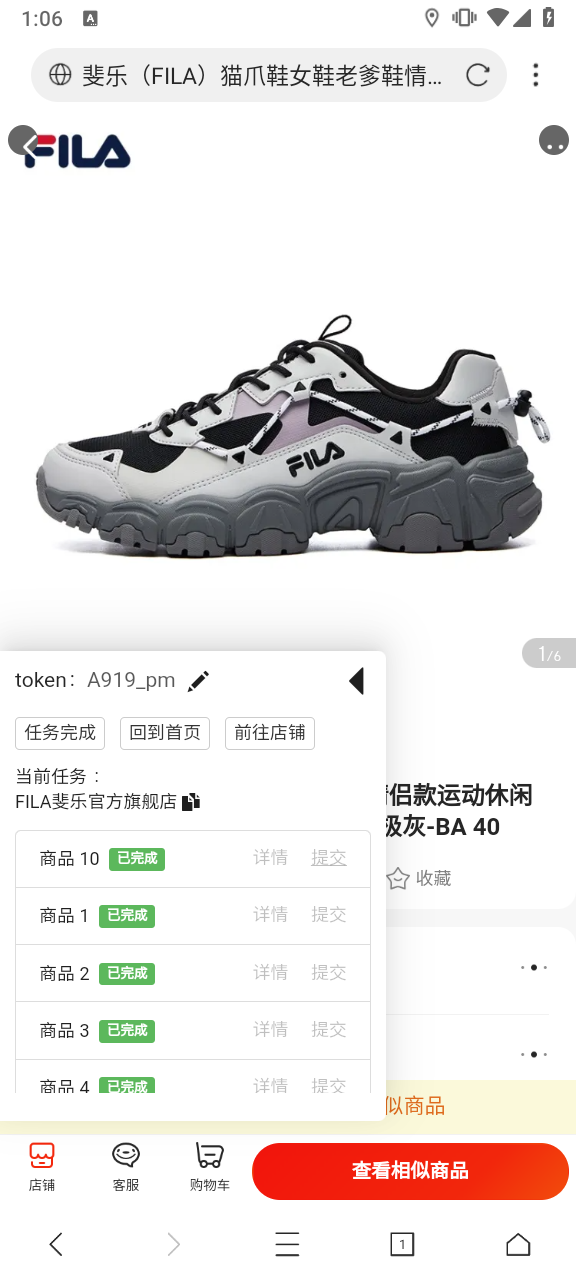 1:06
A
斐乐（FILA）猫爪鞋女鞋老爹鞋情...
FILA
FILA
1/6
token： A919_pm
任务完成 回到首页 前往店铺
当前任务：
FILA斐乐官方旗舰店
侣款运动休闲
灰-BA 40
收藏
商品 10 已完成 详情 提交
商品 1 已完成 详情 提交
商品 2 已完成 详情 提交
商品 3 已完成 详情 提交
商品 4 已完成 详情 提交
似商品
店铺 客服 购物车 查看相似商品
1